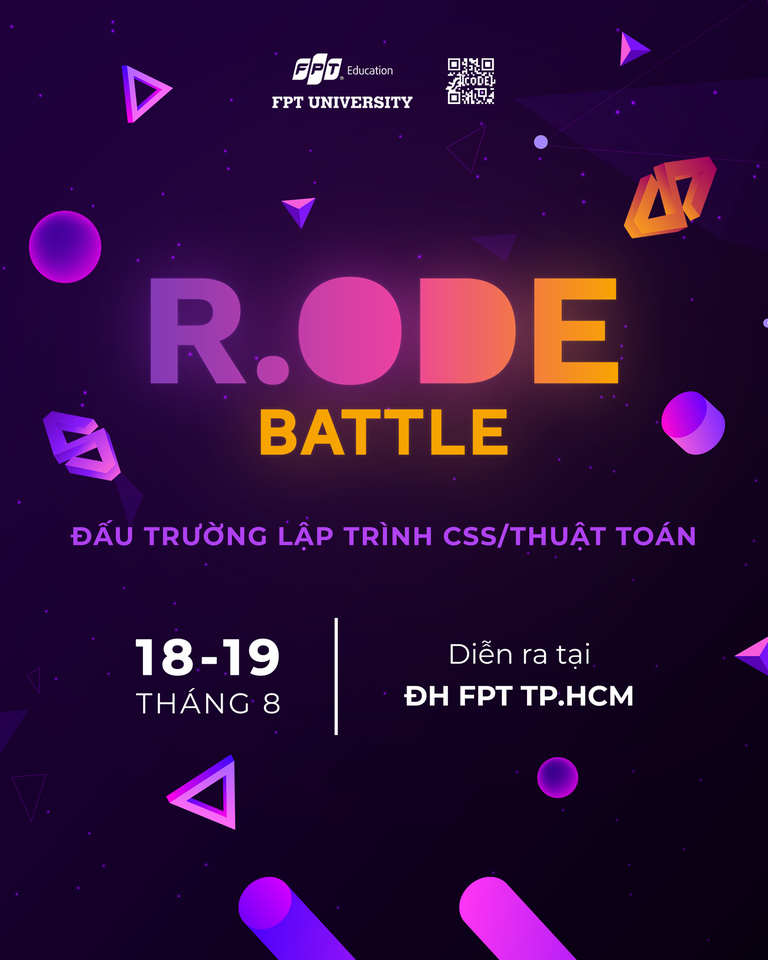 FPT Education
FPT UNIVERSITY
CODE
R.ODE
BATTLE
ĐẤU TRƯỜNG LẬP TRÌNH CSS/THUẬT TOÁN
18-19
THÁNG 8
Diễn ra tại
ĐH FPT TP.HCM